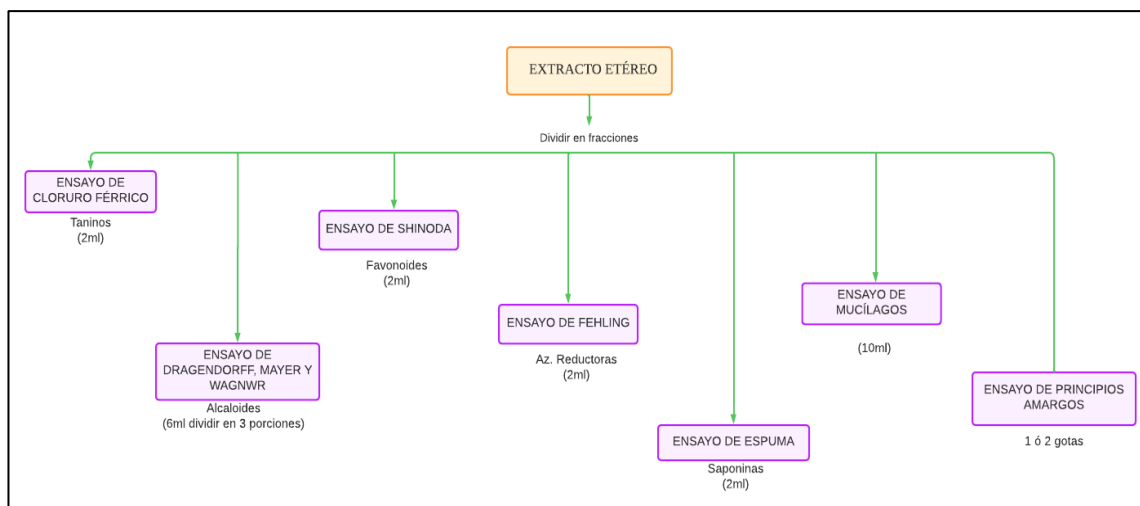 EXTRACTO ETÉREO
Dividir en fracciones
ENSAYO DE
CLORURO FÉRRICO
Taninos
(2ml)
ENSAYO DE
DRAGENDORFF, MAYER Y
WAGNWR
Alcaloides
(6ml dividir en 3 porciones)
ENSAYO DE SHINODA
Favonoides
(2ml)
ENSAYO DE FEHLING
Az. Reductoras
(2ml)
ENSAYO DE ESPUMA
Saponinas
(2ml)
ENSAYO DE
MUCÍLAGOS
(10ml)
ENSAYO DE PRINCIPIOS
AMARGOS
1 ó 2 gotas